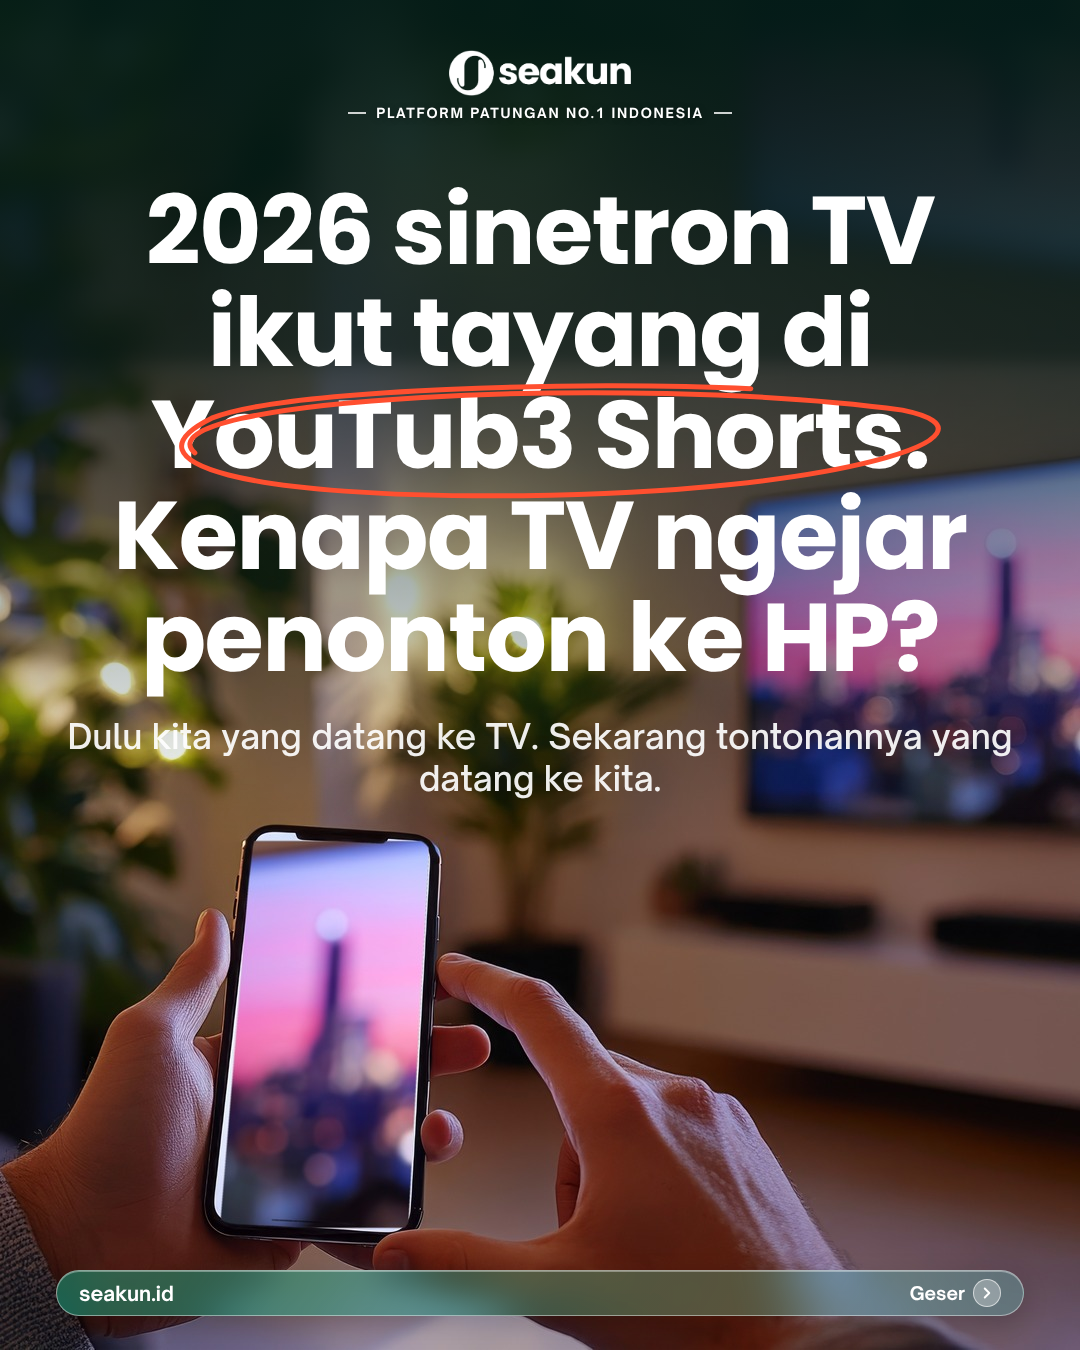 seakun
PLATFORM PATUNGAN NO.1 INDONESIA
2026 sinetron TV
ikut tayang di
YouTub3 Shorts.
Kenapa TV ngejar
penonton ke HP?
Dulu kita yang datang ke TV. Sekarang tontonannya yang
datang ke kita.
seakun.id
Geser